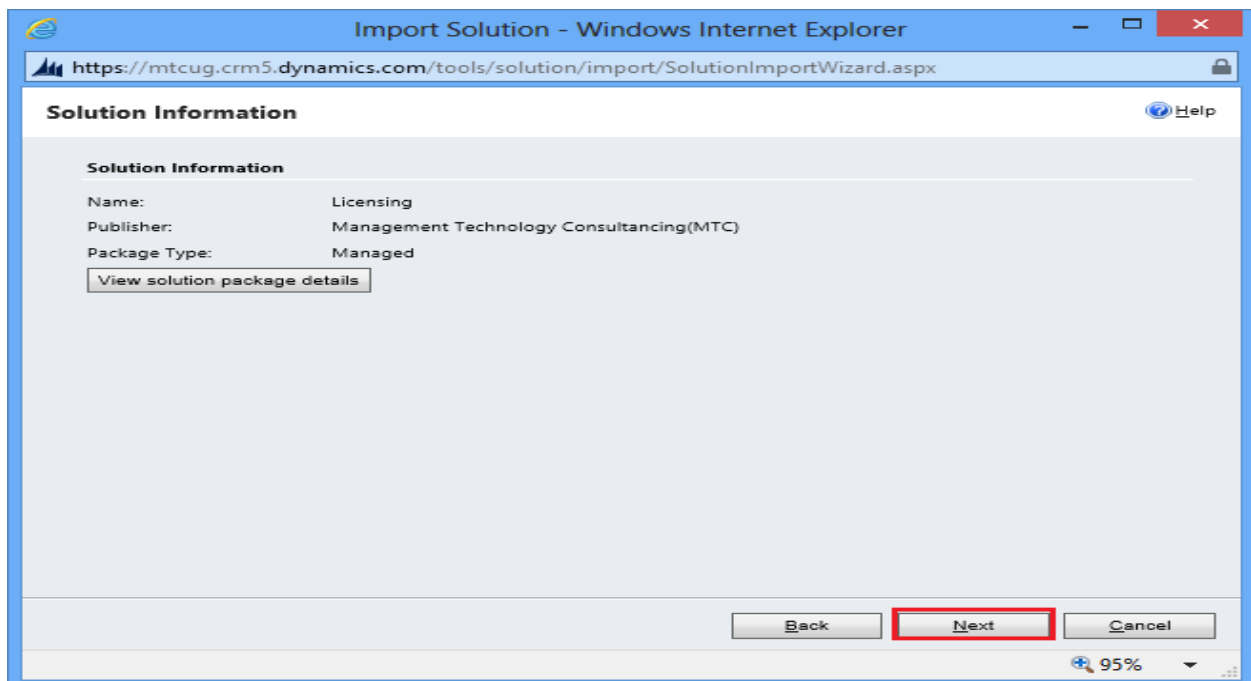 Import Solution - Windows Internet Explorer
https://mtcug.crm5.dynamics.com/tools/solution/import/SolutionImportWizard.aspx
Solution Information
Help
Solution Information
Name: Licensing
Publisher: Management Technology Consultancing(MTC)
Package Type: Managed
View solution package details
Back Next Cancel
95%